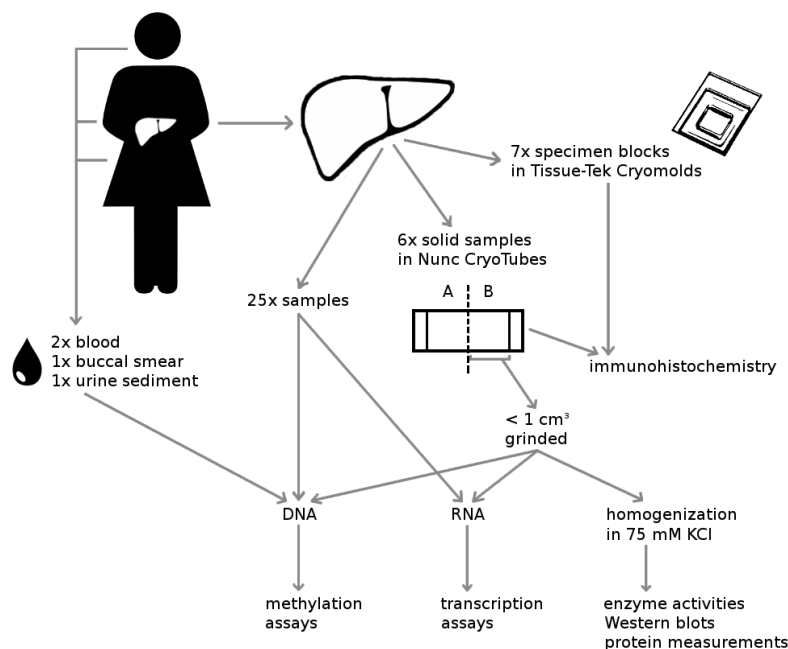 7x specimen blocks
in Tissue-Tek Cryomolds
6x solid samples
in Nunc CryoTubes
A B
25x samples
2x blood
1x buccal smear
1x urine sediment
immunohistochemistry
< 1 cm³
grinded
DNA
RNA
homogenization
in 75 mM KCl
methylation
assays
transcription
assays
enzyme activities
Western blots
protein measurements